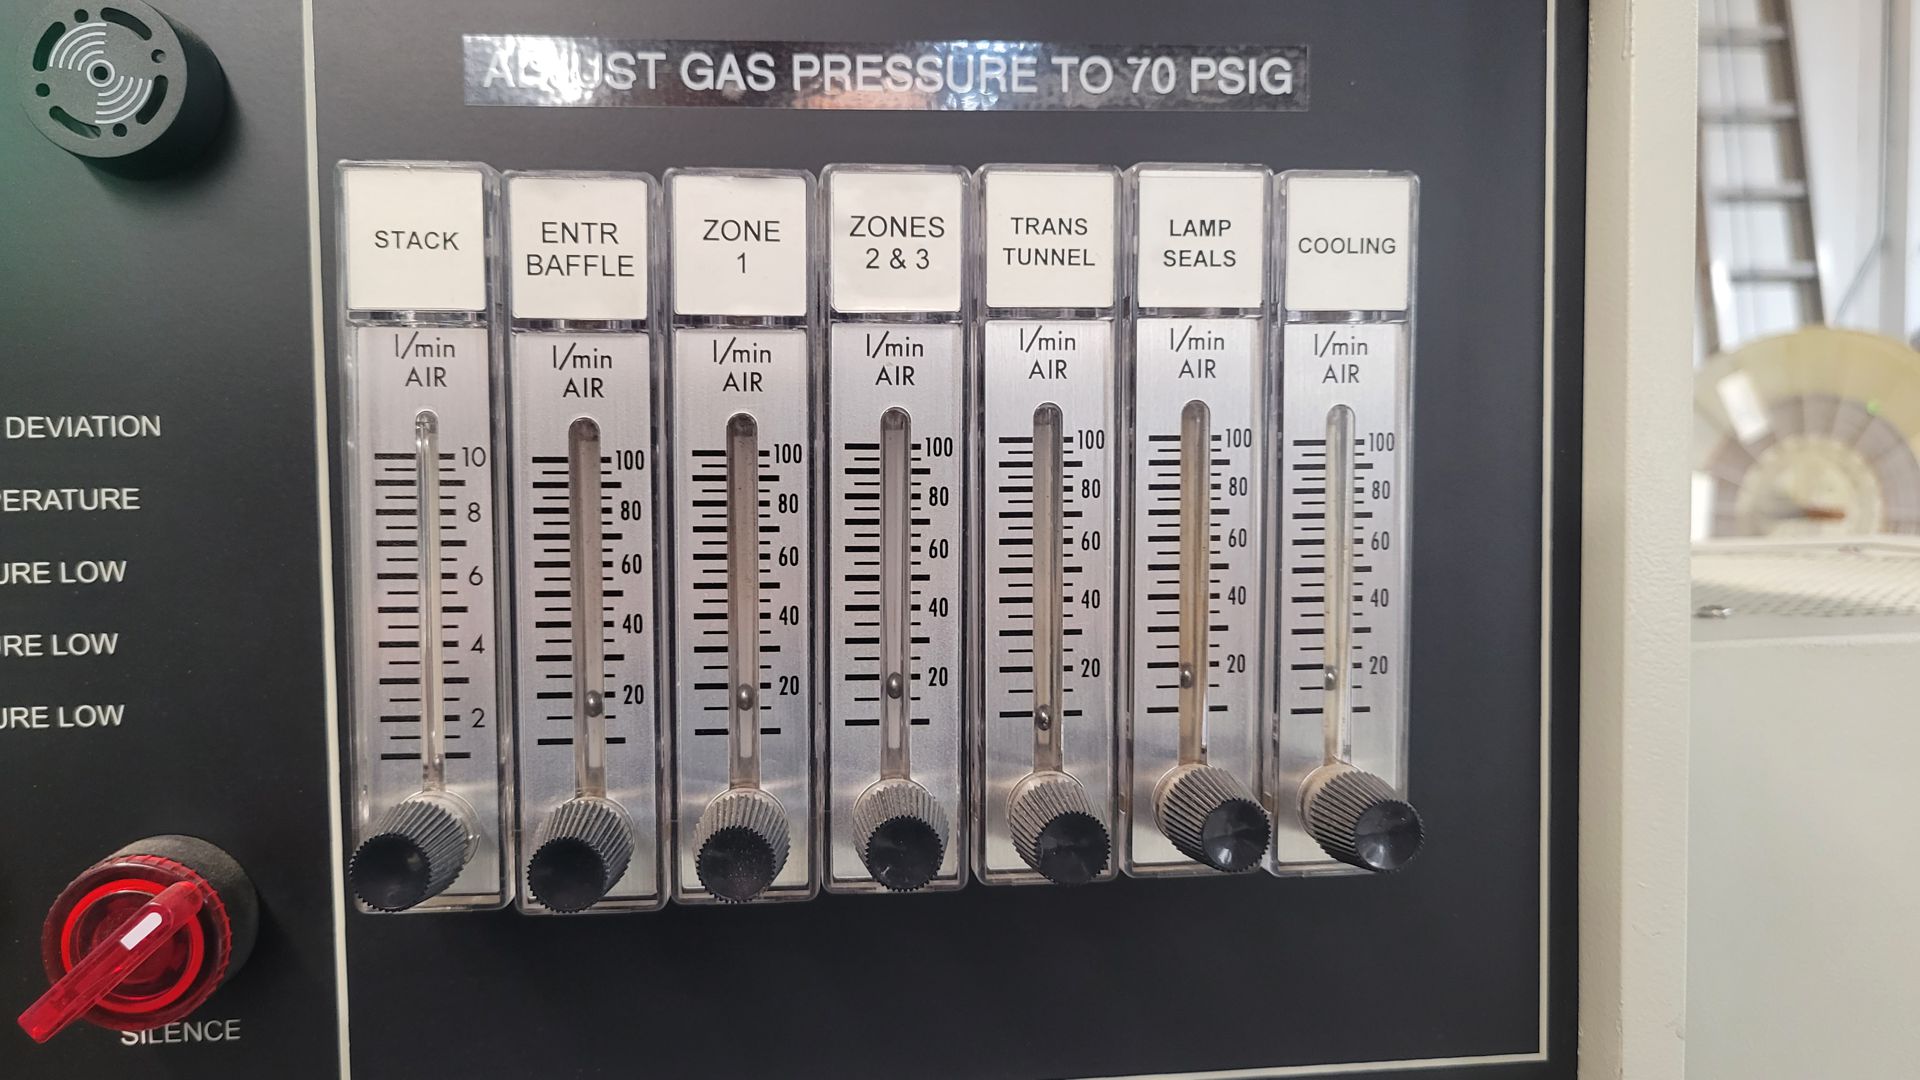 ADJUST GAS PRESSURE TO 70 PSIG
STACK
ENTR
BAFFLE
ZONE
1
ZONES
2 & 3
TRANS
TUNNEL
LAMP
SEALS
COOLING
l/min
AIR
10
8
6
4
2
l/min
AIR
100
80
60
40
20
l/min
AIR
100
80
60
40
20
l/min
AIR
100
80
60
40
20
l/min
AIR
100
80
60
40
20
l/min
AIR
100
80
60
40
20
l/min
AIR
100
80
60
40
20
DEVIATION
PERATURE
URE LOW
URE LOW
URE LOW
SILENCE